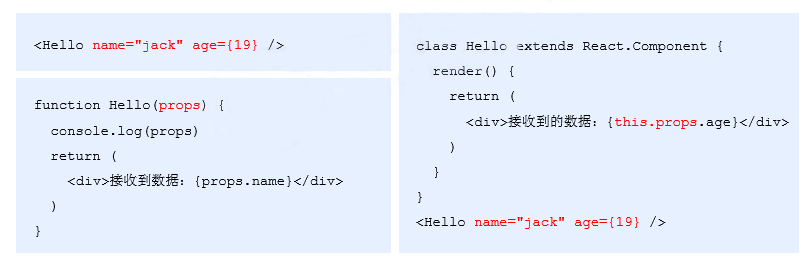 <Hello name="jack" age={19} />
function Hello(props) {
  console.log(props)
  return (
    <div>接收到数据：{props.name}</div>
  )
}
class Hello extends React.Component {
  render() {
    return (
      <div>接收到的数据：{this.props.age}</div>
    )
  }
}
<Hello name="jack" age={19} />